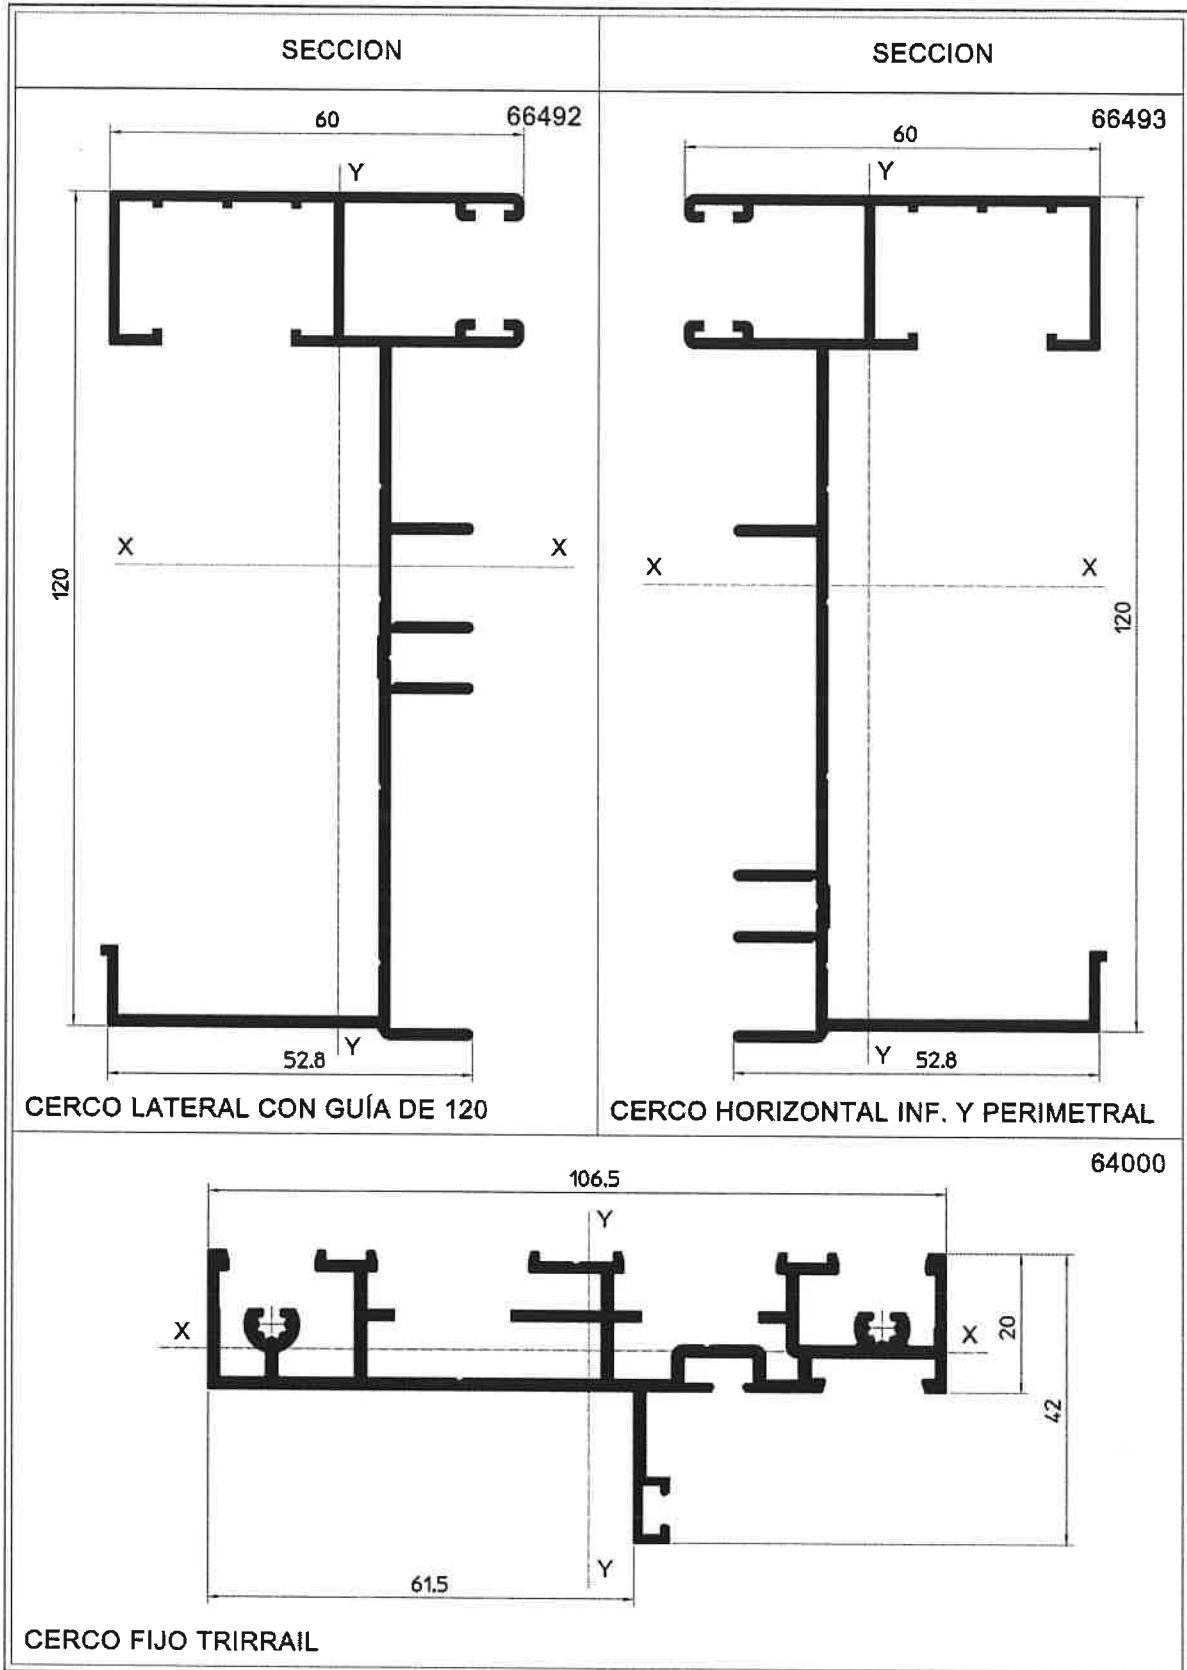 SECCION
SECCION
66492
60
Y
X
X
120
Y
52.8
CERCO LATERAL CON GUÍA DE 120
66493
60
Y
X
X
120
Y
52.8
CERCO HORIZONTAL INF. Y PERIMETRAL
64000
106.5
Y
X
X
20
42
Y
61.5
CERCO FIJO TRIRRAIL